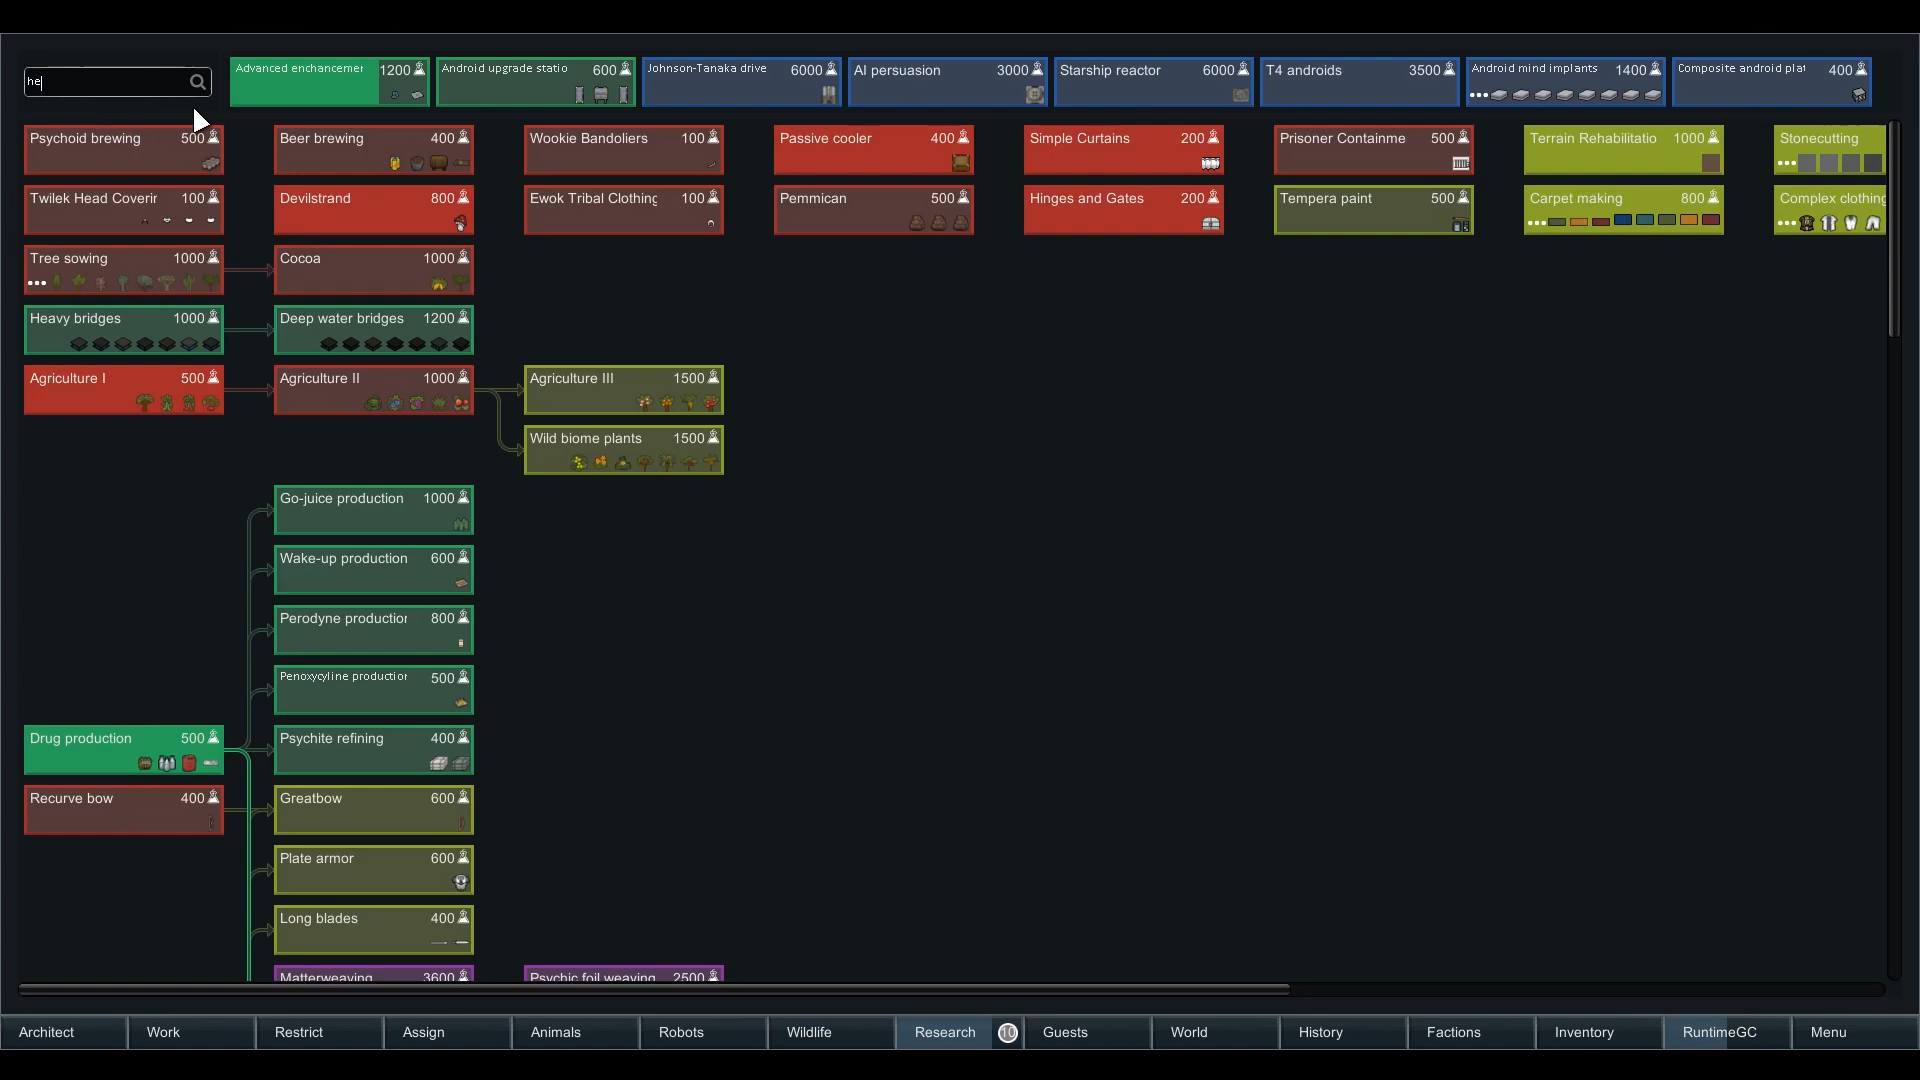 he
Advanced enchancemer 1200
Android upgrade statio 600
Johnson-Tanaka drive 6000
AI persuasion 3000
Starship reactor 6000
T4 androids 3500
Android mind implants 1400
Composite android plat 400
Psychoid brewing 500
Beer brewing 400
Wookie Bandoliers 100
Passive cooler 400
Simple Curtains 200
Prisoner Containme 500
Terrain Rehabilitatio 1000
Stonecutting
Twilek Head Coverir 100
Devilstrand 800
Ewok Tribal Clothing 100
Pemmican 500
Hinges and Gates 200
Tempera paint 500
Carpet making 800
Complex clothing
Tree sowing 1000
Cocoa 1000
Heavy bridges 1000
Deep water bridges 1200
Agriculture I 500
Agriculture II 1000
Agriculture III 1500
Wild biome plants 1500
Go-juice production 1000
Wake-up production 600
Perodyne production 800
Penoxycyline production 500
Drug production 500
Psychite refining 400
Recurve bow 400
Greatbow 600
Plate armor 600
Long blades 400
Matterweaving 3600
Psychic foil weaving 2500
Architect
Work
Restrict
Assign
Animals
Robots
Wildlife
Research
10
Guests
World
History
Factions
Inventory
RuntimeGC
Menu